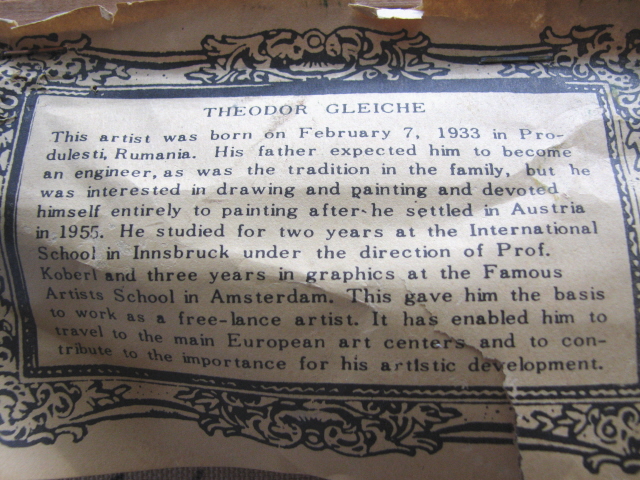 THEODOR GLEICHE
This artist was born on February 7, 1933 in Pro-
dulesti, Rumania. His father expected him to become
an engineer, as was the tradition in the family, but he
was interested in drawing and painting and devoted
himself entirely to painting after he settled in Austria
in 1955. He studied for two years at the International
School in Innsbruck under the direction of Prof.
Koberl and three years in graphics at the Famous
Artists School in Amsterdam. This gave him the basis
to work as a free-lance artist. It has enabled him to
travel to the main European art centers and to con-
tribute to the importance for his artistic development.